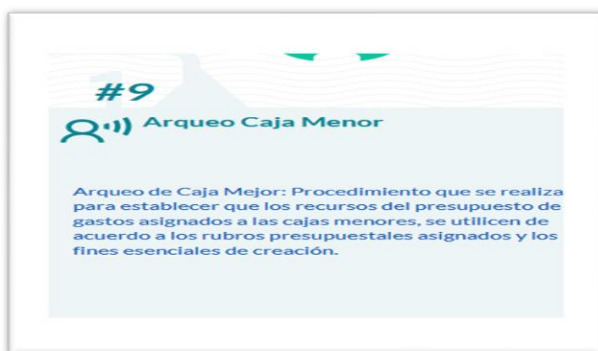 #9
Arqueo Caja Menor
Arqueo de Caja Mejor: Procedimiento que se realiza
para establecer que los recursos del presupuesto de
gastos asignados a las cajas menores, se utilicen de
acuerdo a los rubros presupuestales asignados y los
fines esenciales de creación.